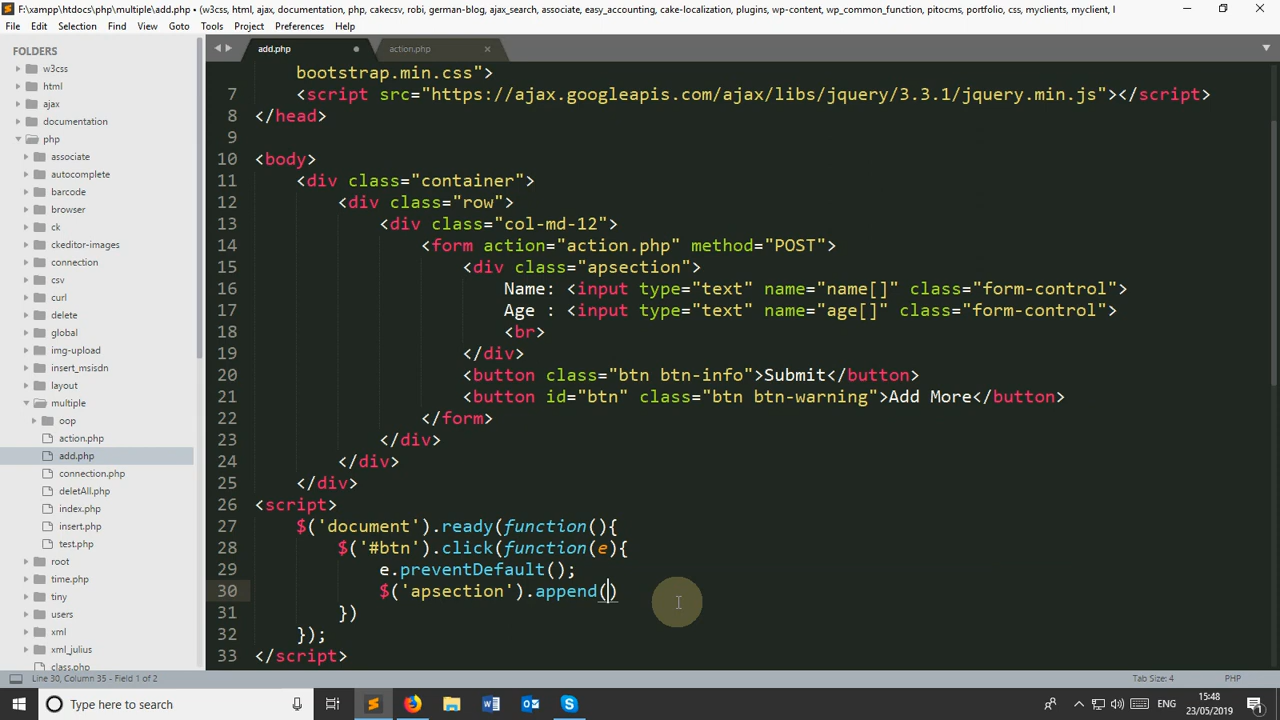 F:\xampp\htdocs\php\multiple\add.php • (w3css, html, ajax, documentation, php, cakecsv, robi, german-blog, ajax_search, associate, easy_accounting, cake-localization, plugins, wp-content, wp_common_function, pitocms, portfolio, css, myclients, myclient, l
File Edit Selection Find View Goto Tools Project Preferences Help
FOLDERS
w3css
html
ajax
documentation
php
associate
autocomplete
barcode
browser
ck
ckeditor-images
connection
csv
curl
delete
global
img-upload
insert_msisdn
layout
multiple
oop
action.php
add.php
connection.php
deletAll.php
index.php
insert.php
test.php
root
time.php
tiny
users
xml
xml_julius
class.php
add.php action.php
bootstrap.min.css">
7 <script src="https://ajax.googleapis.com/ajax/libs/jquery/3.3.1/jquery.min.js"></script>
8 </head>
9
10 <body>
11 <div class="container">
12 <div class="row">
13 <div class="col-md-12">
14 <form action="action.php" method="POST">
15 <div class="apsection">
16 Name: <input type="text" name="name[]" class="form-control">
17 Age : <input type="text" name="age[]" class="form-control">
18 <br>
19 </div>
20 <button class="btn btn-info">Submit</button>
21 <button id="btn" class="btn btn-warning">Add More</button>
22 </form>
23 </div>
24 </div>
25 </div>
26 <script>
27 $('document').ready(function(){
28 $('#btn').click(function(e){
29 e.preventDefault();
30 $('apsection').append()
31 })
32 });
33 </script>
Line 30, Column 35 - Field 1 of 2 Tab Size: 4 PHP
Type here to search
ENG
15:48
23/05/2019